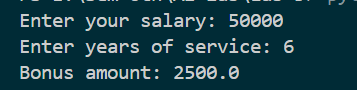 Enter your salary: 50000
Enter years of service: 6
Bonus amount: 2500.0